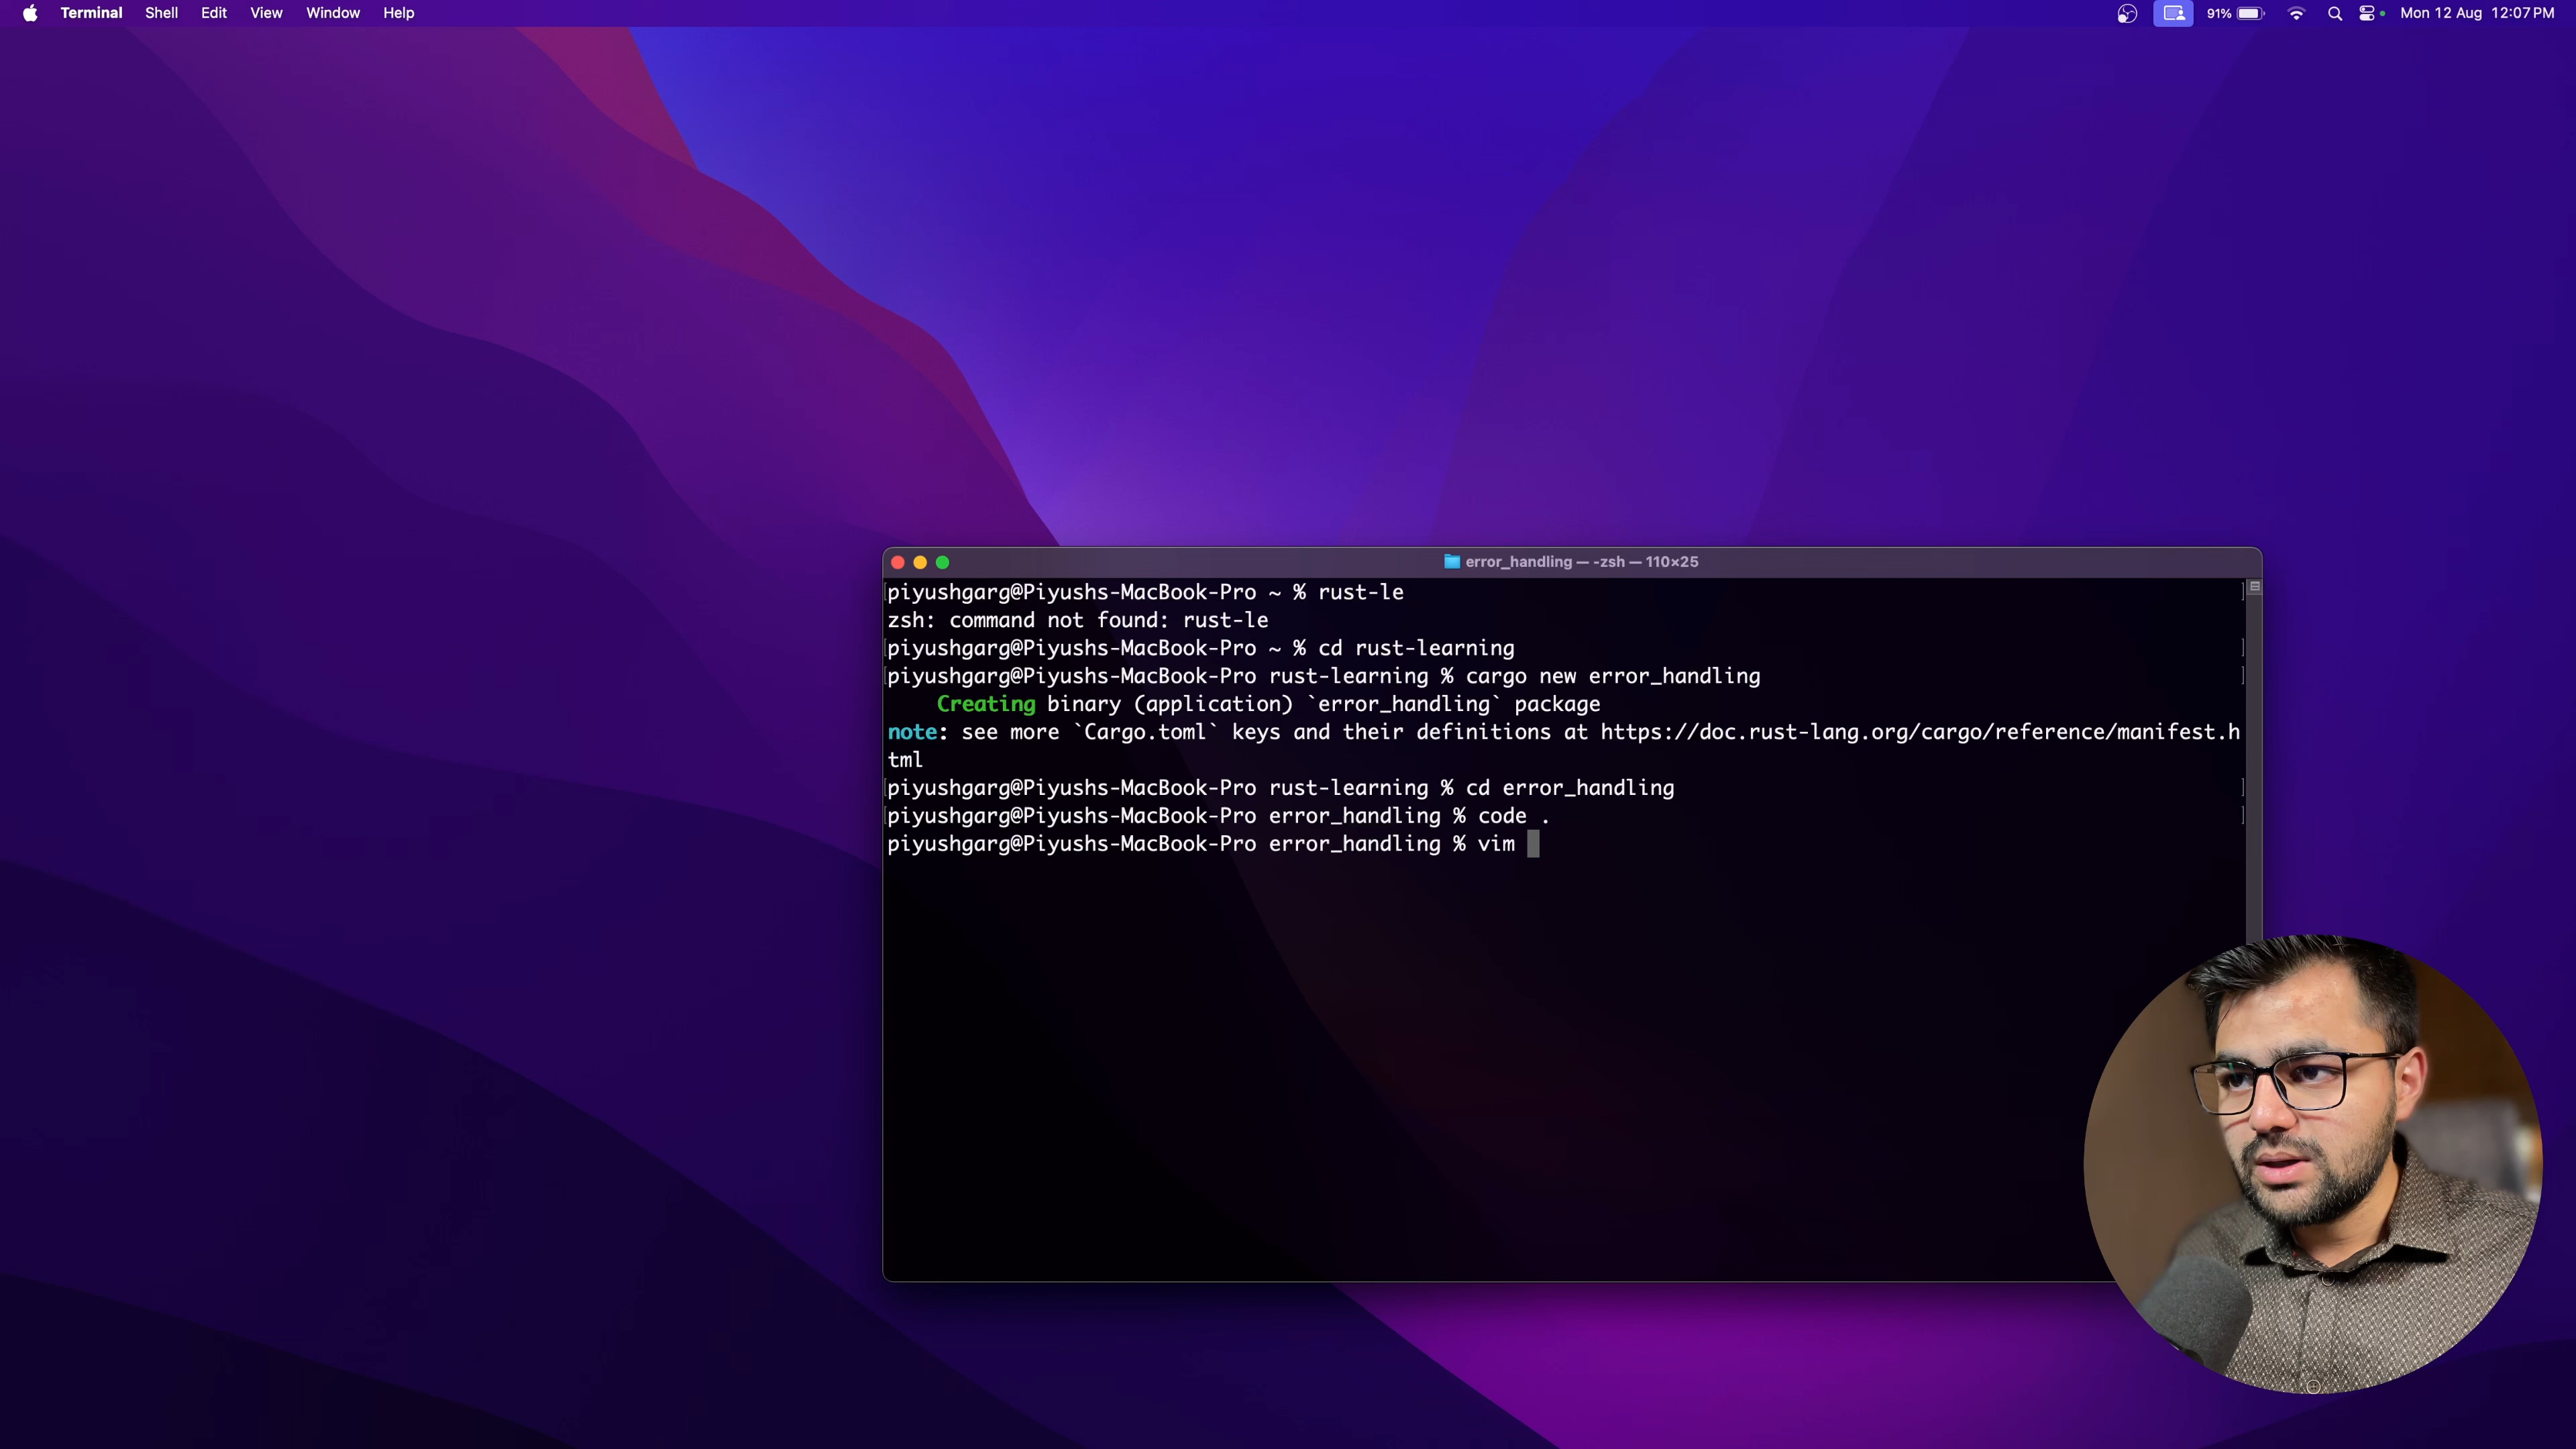 Terminal Shell Edit View Window Help 91% Mon 12 Aug 12:07 PM
error_handling — -zsh — 110×25
piyushgarg@Piyushs-MacBook-Pro ~ % rust-le
zsh: command not found: rust-le
piyushgarg@Piyushs-MacBook-Pro ~ % cd rust-learning
piyushgarg@Piyushs-MacBook-Pro rust-learning % cargo new error_handling
Creating binary (application) `error_handling` package
note: see more `Cargo.toml` keys and their definitions at https://doc.rust-lang.org/cargo/reference/manifest.h
tml
piyushgarg@Piyushs-MacBook-Pro rust-learning % cd error_handling
piyushgarg@Piyushs-MacBook-Pro error_handling % code .
piyushgarg@Piyushs-MacBook-Pro error_handling % vim